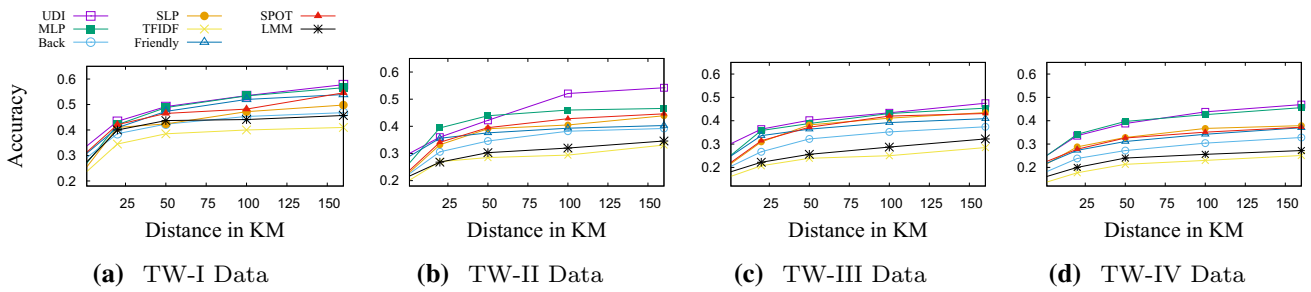 UDI SLP SPOT
MLP TFIDF LMM
Back Friendly
Accuracy
0.6 0.6 0.6 0.6
0.5 0.5 0.5 0.5
0.4 0.4 0.4 0.4
0.3 0.3 0.3 0.3
0.2 0.2 0.2 0.2
25 50 75 100 125 150 25 50 75 100 125 150 25 50 75 100 125 150 25 50 75 100 125 150
Distance in KM Distance in KM Distance in KM Distance in KM
(a) TW-I Data (b) TW-II Data (c) TW-III Data (d) TW-IV Data